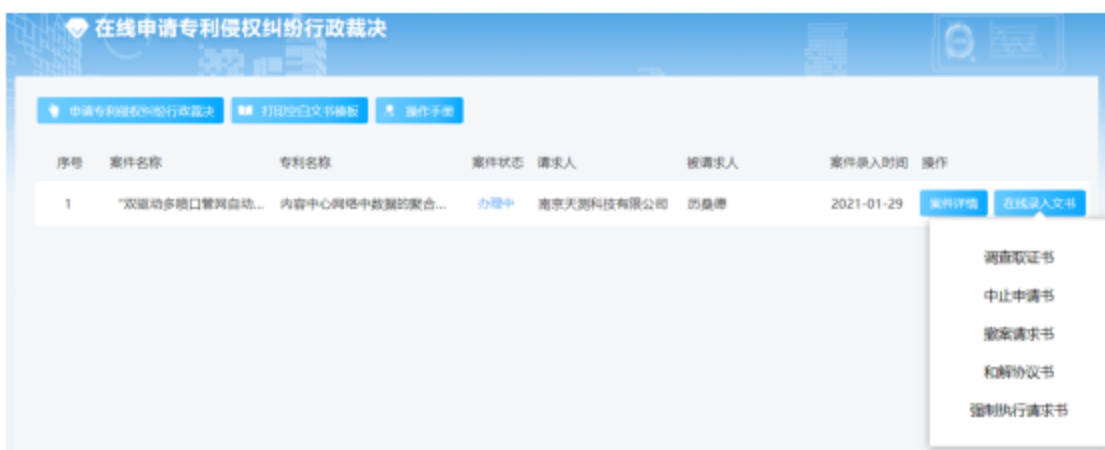 在线申请专利侵权纠纷行政裁决
申请专利侵权纠纷行政裁决 打印空白文书模板 操作手册
序号 案件名称 专利名称 案件状态 请求人 被请求人 案件录入时间 操作
1 “双驱动多喷口管网自动... 内容中心网络中数据的聚合... 办理中 南京天测科技有限公司 历桑德 2021-01-29 案件详情 在线录入文书
调查取证书
中止申请书
撤案请求书
和解协议书
强制执行请求书